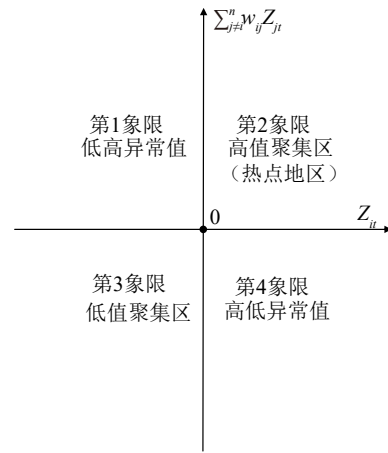 ∑_{j≠i}^{n} w_{ij}Z_{jt}
第1象限
低高异常值
第2象限
高值聚集区
（热点地区）
0
Z_{it}
第3象限
低值聚集区
第4象限
高低异常值